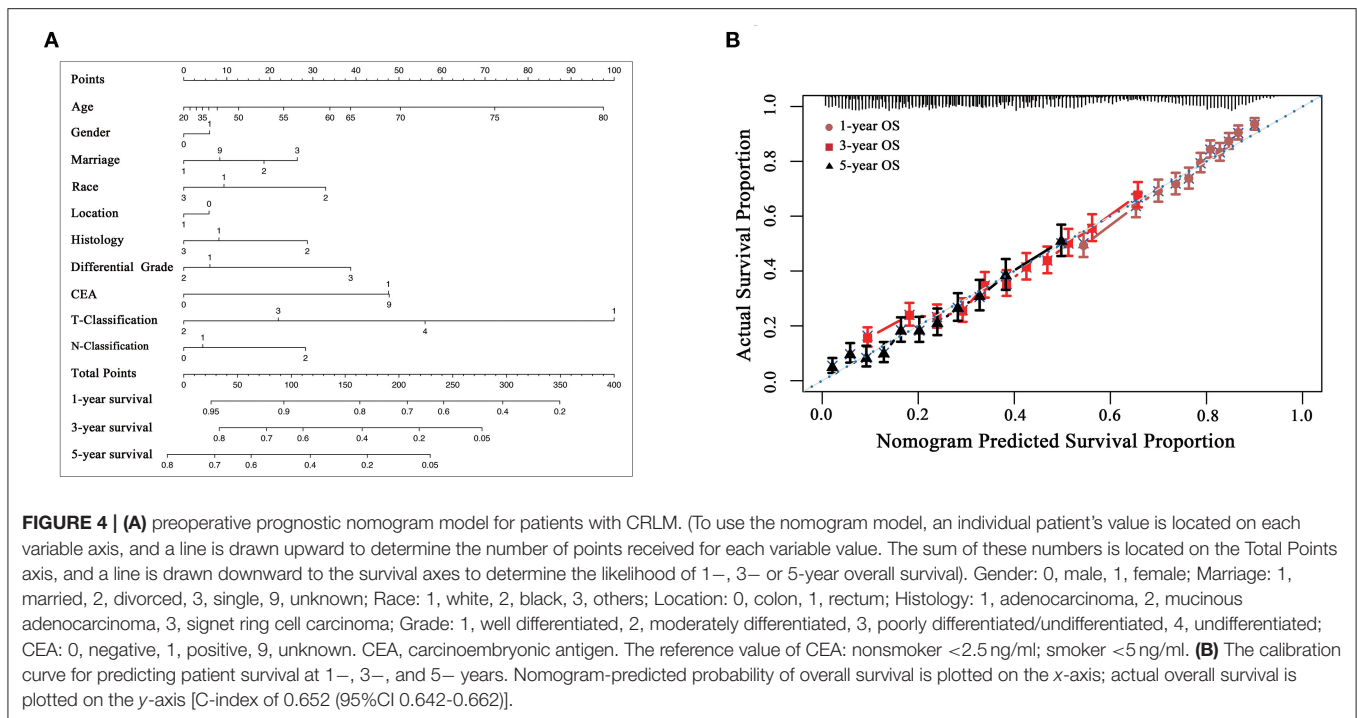 A
Points
0 10 20 30 40 50 60 70 80 90 100
Age
20 35 50 55 60 65 70 75 80
Gender
1
0
Marriage
9 3
1 2
Race
1
3 2
Location
0
1
Histology
1
3 2
Differential Grade
1
2 3
CEA
1
0 9
T-Classification
3 1
2 4
N-Classification
1
0 2
Total Points
0 50 100 150 200 250 300 350 400
1-year survival
0.95 0.9 0.8 0.7 0.6 0.4 0.2
3-year survival
0.8 0.7 0.6 0.4 0.2 0.05
5-year survival
0.8 0.7 0.6 0.4 0.2 0.05
B
Actual Survival Proportion
1.0
0.8
0.6
0.4
0.2
0.0
1-year OS
3-year OS
5-year OS
0.0 0.2 0.4 0.6 0.8 1.0
Nomogram Predicted Survival Proportion
FIGURE 4 | (A) preoperative prognostic nomogram model for patients with CRLM. (To use the nomogram model, an individual patient's value is located on each
variable axis, and a line is drawn upward to determine the number of points received for each variable value. The sum of these numbers is located on the Total Points
axis, and a line is drawn downward to the survival axes to determine the likelihood of 1–, 3– or 5-year overall survival). Gender: 0, male, 1, female; Marriage: 1,
married, 2, divorced, 3, single, 9, unknown; Race: 1, white, 2, black, 3, others; Location: 0, colon, 1, rectum; Histology: 1, adenocarcinoma, 2, mucinous
adenocarcinoma, 3, signet ring cell carcinoma; Grade: 1, well differentiated, 2, moderately differentiated, 3, poorly differentiated/undifferentiated, 4, undifferentiated;
CEA: 0, negative, 1, positive, 9, unknown. CEA, carcinoembryonic antigen. The reference value of CEA: nonsmoker <2.5 ng/ml; smoker <5 ng/ml. (B) The calibration
curve for predicting patient survival at 1–, 3–, and 5– years. Nomogram-predicted probability of overall survival is plotted on the x-axis; actual overall survival is
plotted on the y-axis [C-index of 0.652 (95%CI 0.642-0.662)].